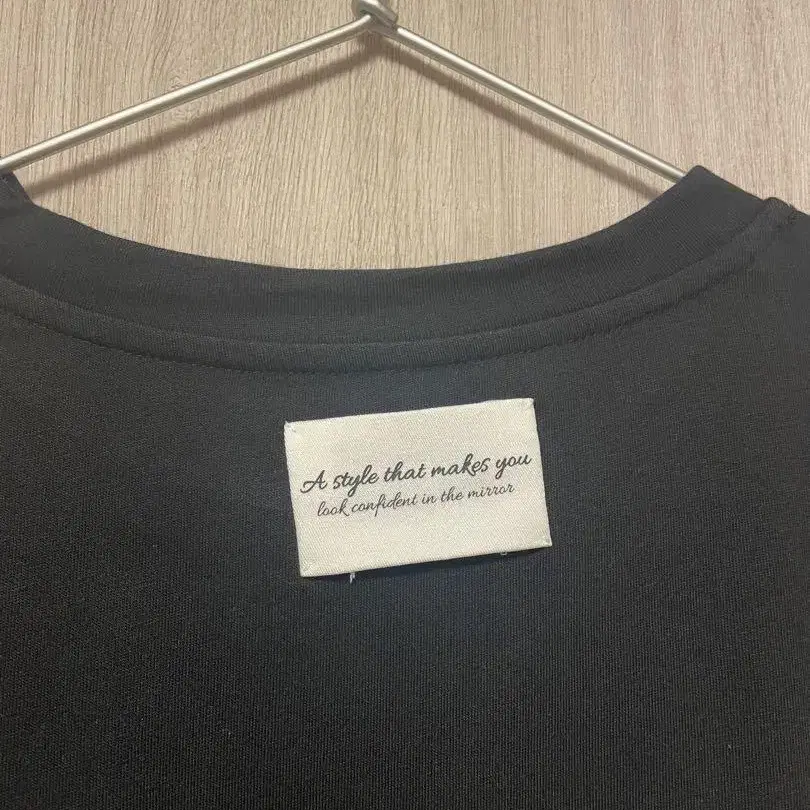 A style that makes you
look confident in the mirror